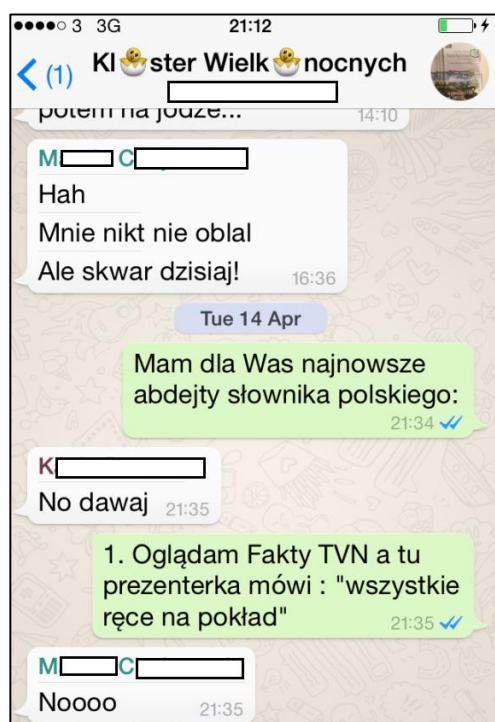 3 3G 21:12
(1) Kl🐣ster Wielk🐣nocnych
potem na jodze... 14:10
M C
Hah
Mnie nikt nie oblal
Ale skwar dzisiaj! 16:36
Tue 14 Apr
Mam dla Was najnowsze
abdejty słownika polskiego:
21:34
K
No dawaj 21:35
1. Oglądam Fakty TVN a tu
prezenterka mówi : "wszystkie
ręce na pokład" 21:35
M C
Noooo 21:35